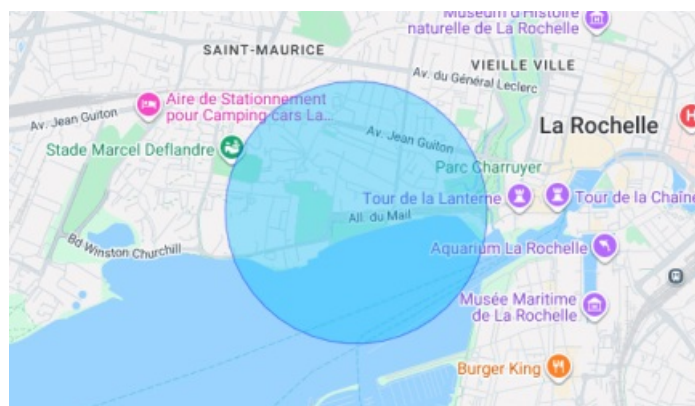 Muséum d'Histoire
naturelle de La Rochelle
SAINT-MAURICE
VIEILLE VILLE
Av. du Général Leclerc
Aire de Stationnement
pour Camping cars La...
Av. Jean Guiton
La Rochelle
H
Av. Jean Guiton
Stade Marcel Deflandre
Parc Charruyer
Tour de la Lanterne
Tour de la Chaîne
All. du Mail
Bd Winston Churchill
Aquarium La Rochelle
Musée Maritime
de La Rochelle
Burger King